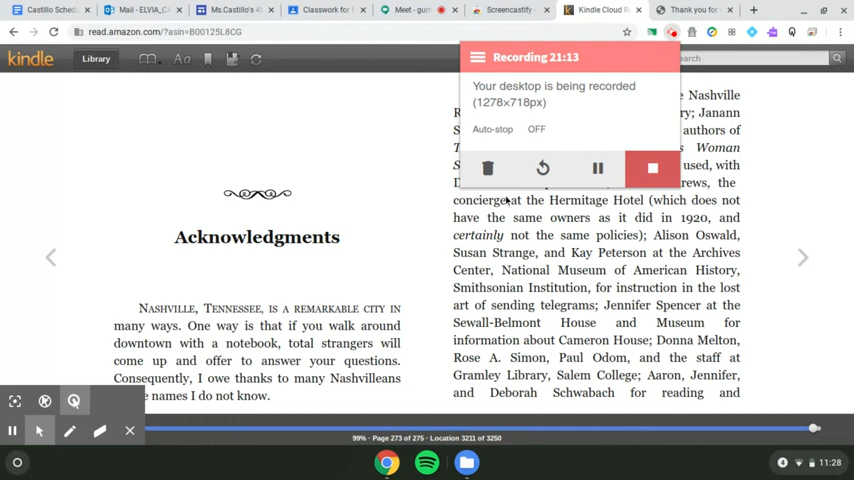 Castillo Schedu
Mail - ELVIA_CA
Ms.Castillo's 4t
Classwork for M
Meet - gum
Screencastify -
Kindle Cloud Re
Thank you for
read.amazon.com/?asin=B00125L8CG
kindle
Library
Aa
earch
Recording 21:13
Your desktop is being recorded
(1278×718px)
Auto-stop OFF
Acknowledgments
NASHVILLE, TENNESSEE, IS A REMARKABLE CITY IN
many ways. One way is that if you walk around
downtown with a notebook, total strangers will
come up and offer to answer your questions.
Consequently, I owe thanks to many Nashvilleans
names I do not know.
Nashville
Janann
authors of
Woman
used, with
rews, the
concierge at the Hermitage Hotel (which does not
have the same owners as it did in 1920, and
certainly not the same policies); Alison Oswald,
Susan Strange, and Kay Peterson at the Archives
Center, National Museum of American History,
Smithsonian Institution, for instruction in the lost
art of sending telegrams; Jennifer Spencer at the
Sewall-Belmont House and Museum for
information about Cameron House; Donna Melton,
Rose A. Simon, Paul Odom, and the staff at
Gramley Library, Salem College; Aaron, Jennifer,
and Deborah Schwabach for reading and
99% - Page 273 of 275 - Location 3211 of 3250
4
11:28